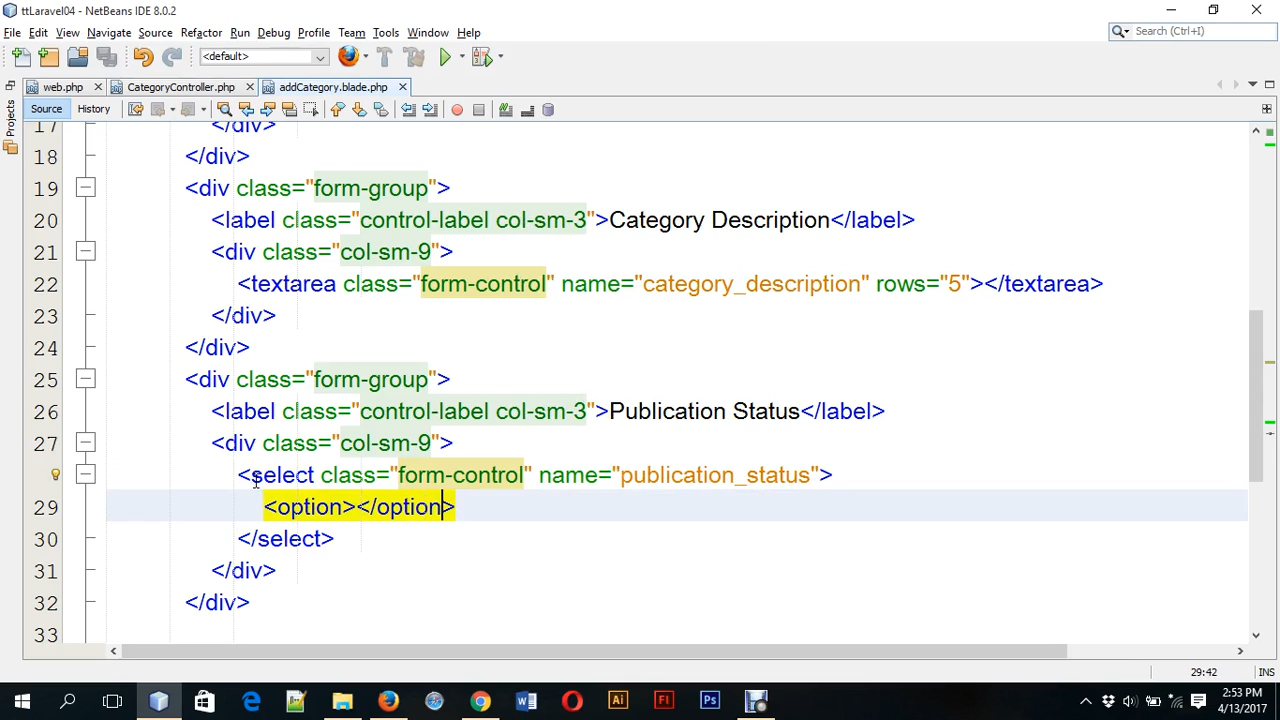 ttLaravel04 - NetBeans IDE 8.0.2
File Edit View Navigate Source Refactor Run Debug Profile Team Tools Window Help
Search (Ctrl+I)
<default>
web.php CategoryController.php addCategory.blade.php
Source History
Projects
17 </div>
18 </div>
19 <div class="form-group">
20 <label class="control-label col-sm-3">Category Description</label>
21 <div class="col-sm-9">
22 <textarea class="form-control" name="category_description" rows="5"></textarea>
23 </div>
24 </div>
25 <div class="form-group">
26 <label class="control-label col-sm-3">Publication Status</label>
27 <div class="col-sm-9">
<select class="form-control" name="publication_status">
29 <option></option>
30 </select>
31 </div>
32 </div>
33
29:42 INS
2:53 PM
4/13/2017